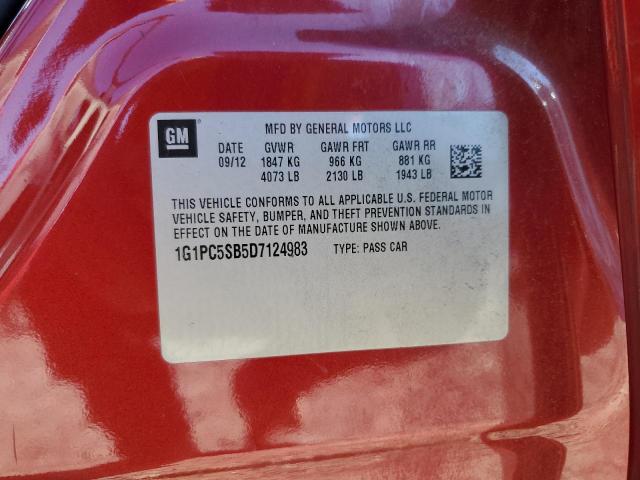 GM
MFD BY GENERAL MOTORS LLC
DATE GVWR GAWR FRT GAWR RR
09/12 1847 KG 966 KG 881 KG
4073 LB 2130 LB 1943 LB
THIS VEHICLE CONFORMS TO ALL APPLICABLE U.S. FEDERAL MOTOR
VEHICLE SAFETY, BUMPER, AND THEFT PREVENTION STANDARDS IN
EFFECT ON THE DATE OF MANUFACTURE SHOWN ABOVE.
1G1PC5SB5D7124983 TYPE: PASS CAR